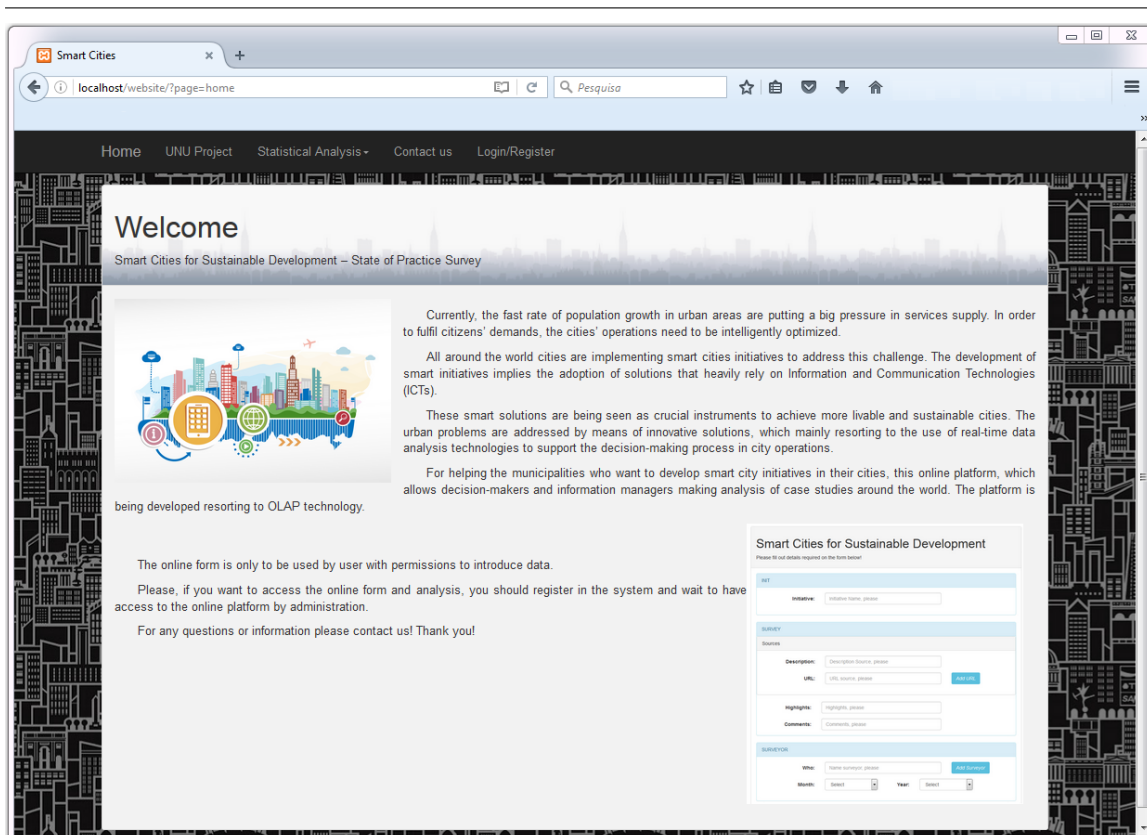 Smart Cities
localhost/website/?page=home
Pesquisa
Home UNU Project Statistical Analysis Contact us Login/Register
Welcome
Smart Cities for Sustainable Development – State of Practice Survey
Currently, the fast rate of population growth in urban areas are putting a big pressure in services supply. In order
to fulfil citizens' demands, the cities' operations need to be intelligently optimized.
All around the world cities are implementing smart cities initiatives to address this challenge. The development of
smart initiatives implies the adoption of solutions that heavily rely on Information and Communication Technologies
(ICTs).
These smart solutions are being seen as crucial instruments to achieve more livable and sustainable cities. The
urban problems are addressed by means of innovative solutions, which mainly resorting to the use of real-time data
analysis technologies to support the decision-making process in city operations.
For helping the municipalities who want to develop smart city initiatives in their cities, this online platform, which
allows decision-makers and information managers making analysis of case studies around the world. The platform is
being developed resorting to OLAP technology.
The online form is only to be used by user with permissions to introduce data.
Please, if you want to access the online form and analysis, you should register in the system and wait to have
access to the online platform by administration.
For any questions or information please contact us! Thank you!
Smart Cities for Sustainable Development
Please fill out details required on the form below!
INIT
Initiative: Initiative Name, please
SURVEY
Sources
Description: Description Source, please
URL: URL source, please Add URL
Highlights: Highlights, please
Comments: Comments, please
SURVEYOR
Who: Name surveyor, please Add Surveyor
Month: Select Year: Select